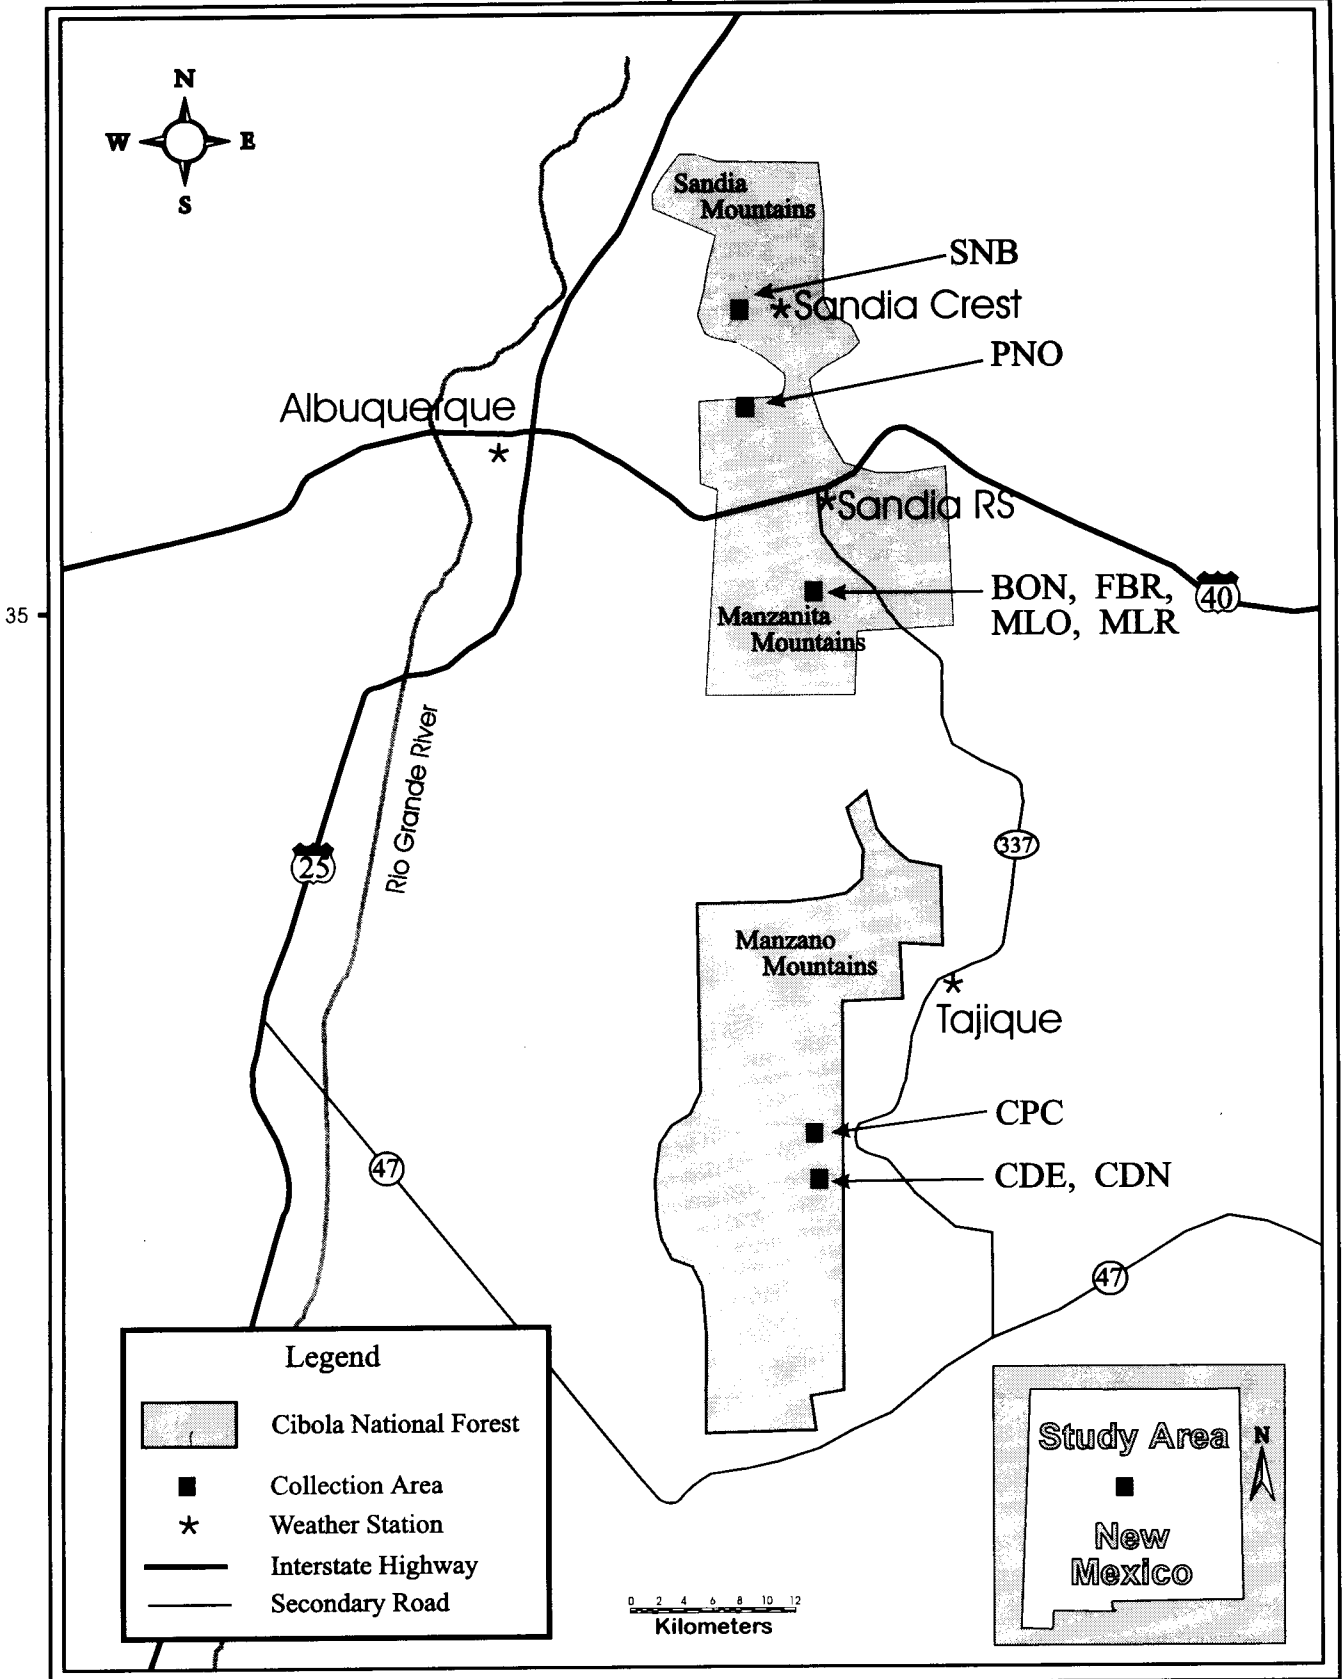 N
W E
S
Sandia
Mountains
SNB
Sandia Crest
PNO
Albuquerque
Sandia RS
BON, FBR,
MLO, MLR
40
35
Manzanita
Mountains
Rio Grande River
337
25
Manzano
Mountains
Tajique
CPC
47
CDE, CDN
47
Legend
Cibola National Forest
Collection Area
Weather Station
Interstate Highway
Secondary Road
0 2 4 6 8 10 12
Kilometers
Study Area
N
New
Mexico